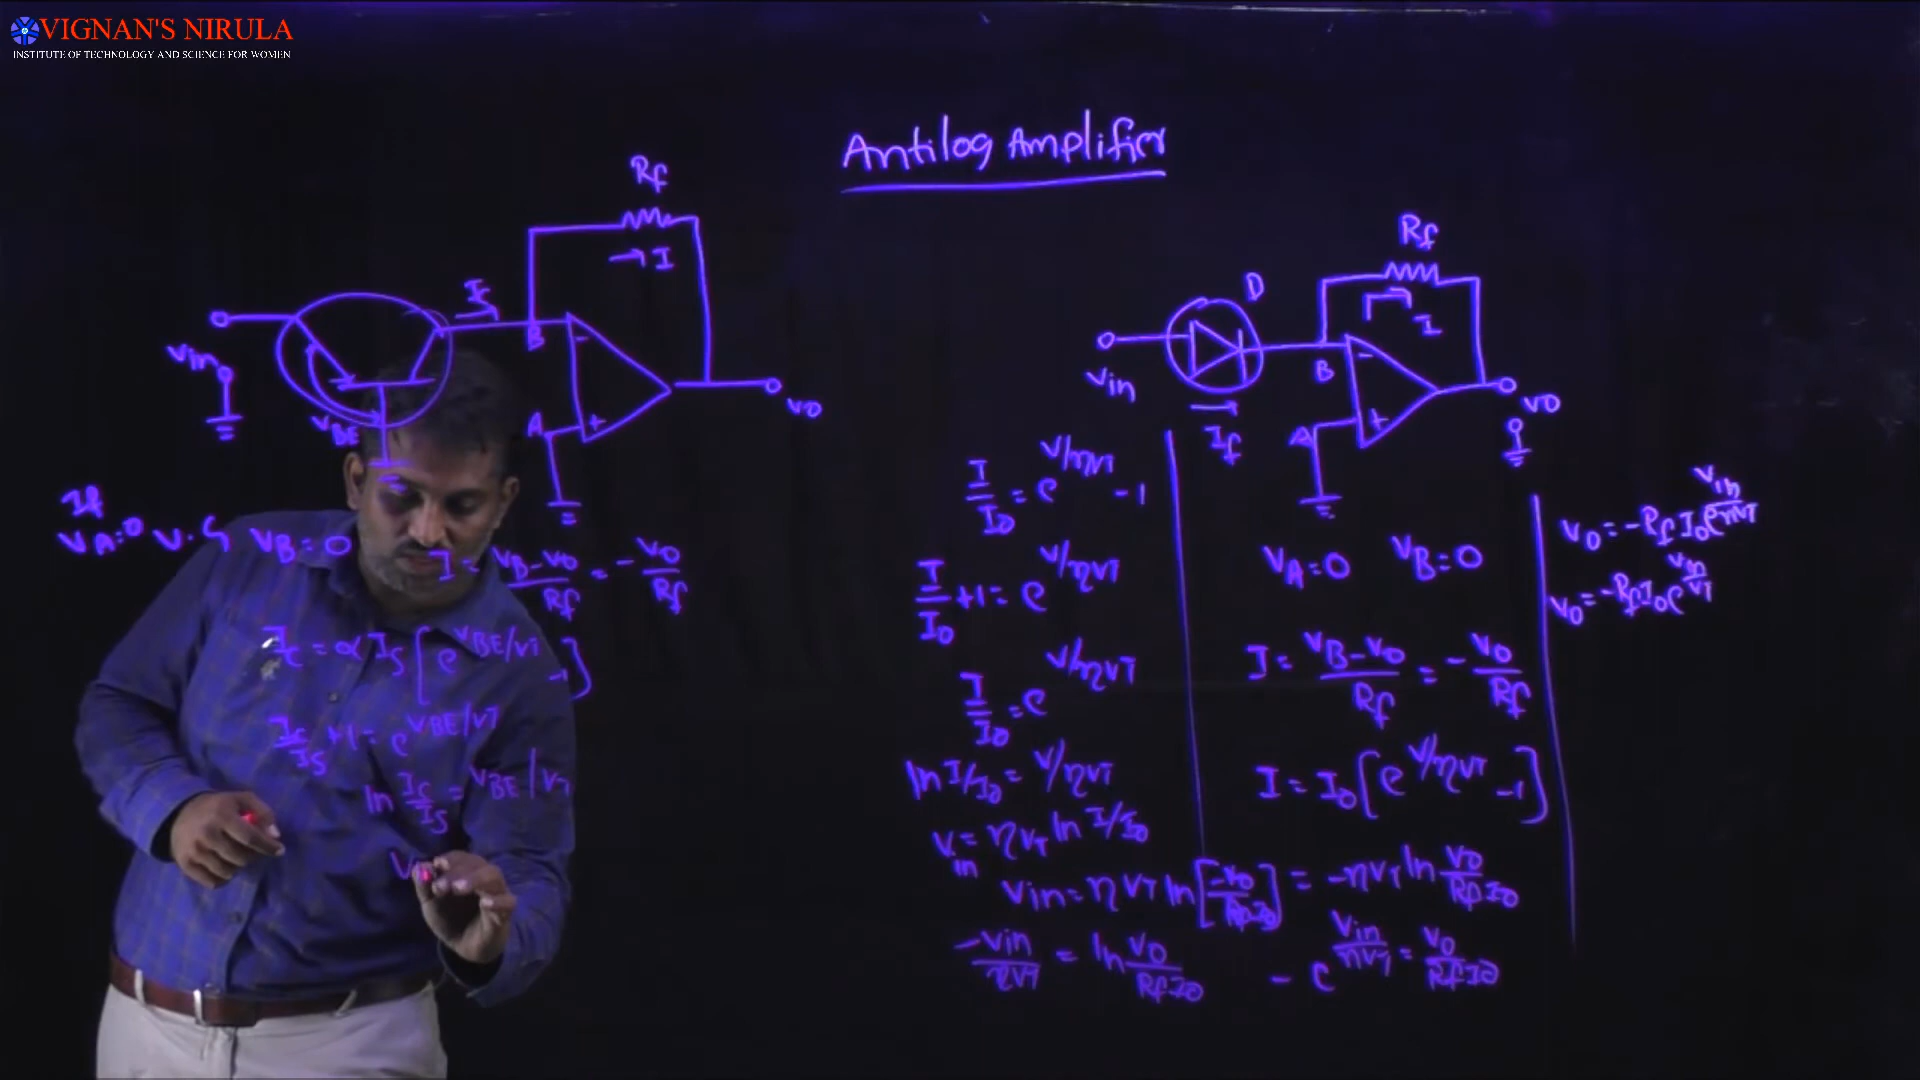 VIGNAN'S NIRULA
INSTITUTE OF TECHNOLOGY AND SCIENCE FOR WOMEN
Antilog Amplifier
Rf
→ I
If
B
-
Vin
VBE
A
+
Vo
If
VA=0 V.S VB=0
I = VB-Vo/Rf = -Vo/Rf
Ic = α Is [e^VBE/VT -1]
Ic/Is +1 = e^VBE/VT
ln Ic/Is = VBE/VT
Rf
D
I
B
-
Vin
Vo
If
A
+
I/Io = e^V/ηVT -1
I/Io +1 = e^V/ηVT
I/Io = e^V/ηVT
ln I/Io = V/ηVT
Vin = ηVT ln I/Io
VA=0 VB=0
I = VB-Vo/Rf = -Vo/Rf
I = Io [e^V/ηVT -1]
Vin = ηVT ln [-Vo/RfIo] = -ηVT ln Vo/RfIo
-Vin/ηVT = ln Vo/RfIo
- e^Vin/ηVT = Vo/RfIo
Vo = -Rf Io e^Vin/ηVT
Vo = -Rf Io e^Vin/VT